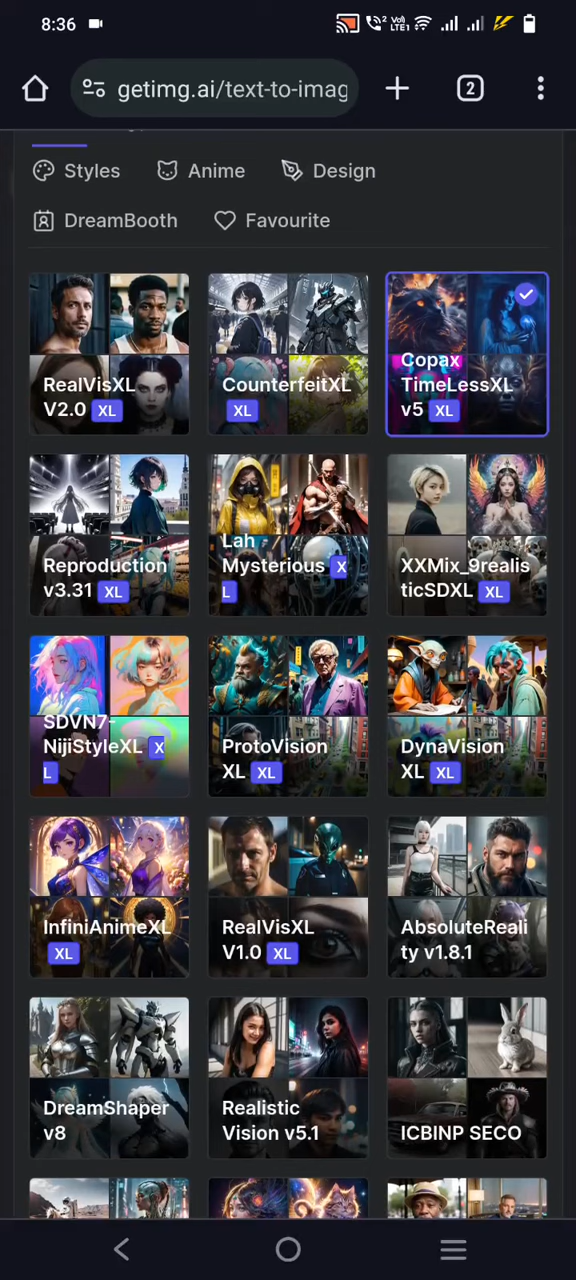 8:36
2
Vo)
LTE1
getimg.ai/text-to-imag
2
Styles
Anime
Design
DreamBooth
Favourite
RealVisXL
V2.0 XL
CounterfeitXL
XL
Copax
TimeLessXL
v5 XL
Reproduction
v3.31 XL
Lah
Mysterious X
L
XXMix_9realis
ticSDXL XL
SDVN7-
NijiStyleXL X
L
ProtoVision
XL XL
DynaVision
XL XL
InfiniAnimeXL
XL
RealVisXL
V1.0 XL
AbsoluteReali
ty v1.8.1
DreamShaper
v8
Realistic
Vision v5.1
ICBINP SECO